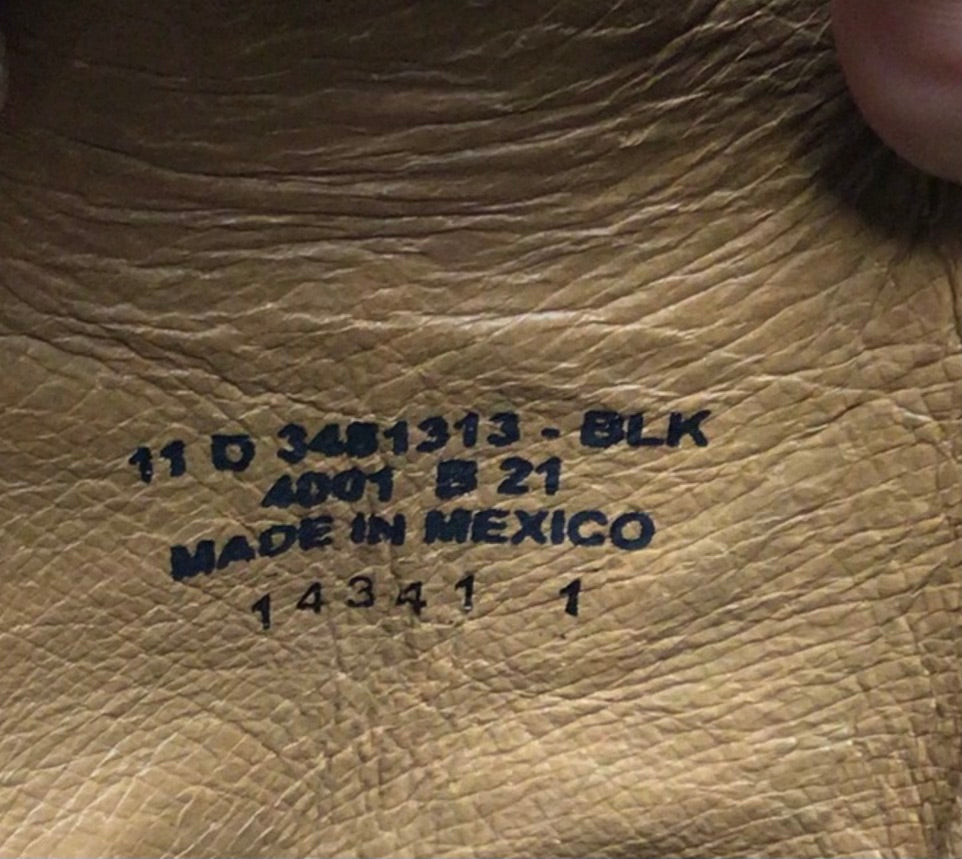 11 D 3481313 - BLK
4001 B 21
MADE IN MEXICO
14341 1